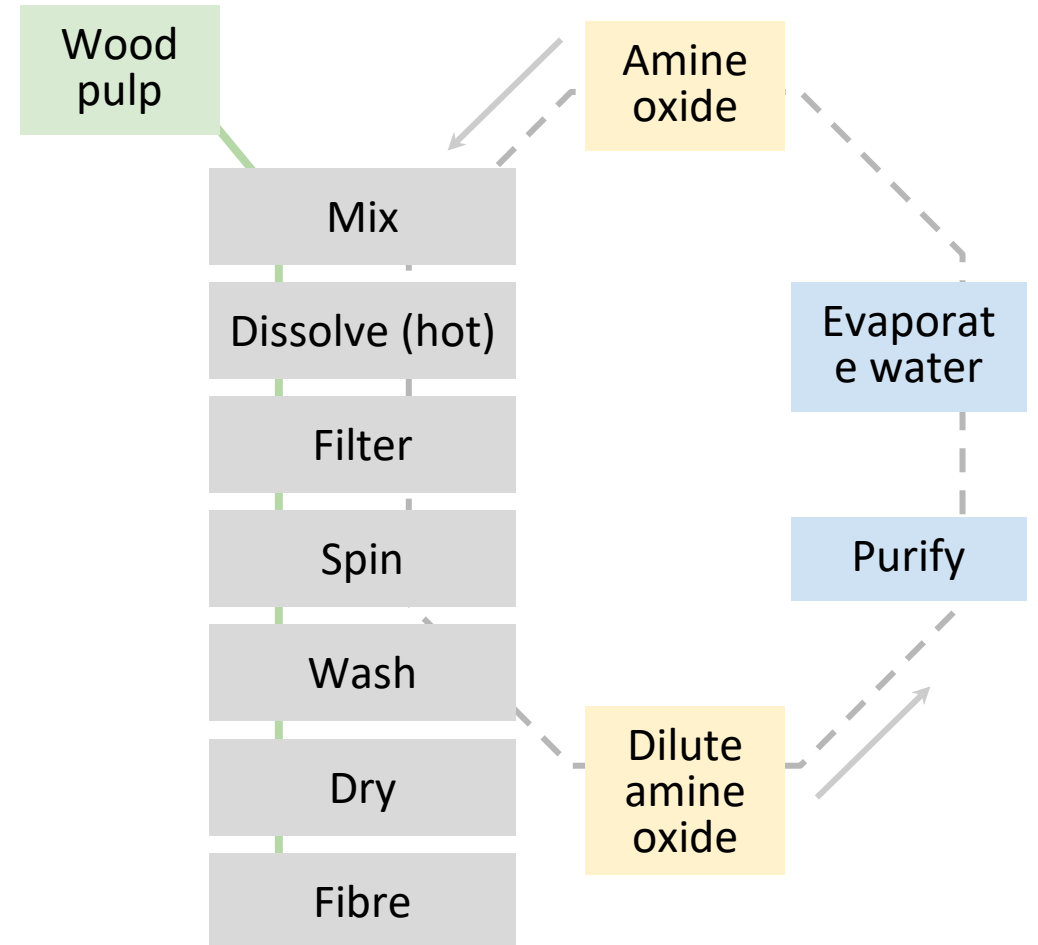 Wood
pulp
Amine
oxide
Mix
Dissolve (hot)
Evaporat
e water
Filter
Spin
Purify
Wash
Dilute
amine
oxide
Dry
Fibre